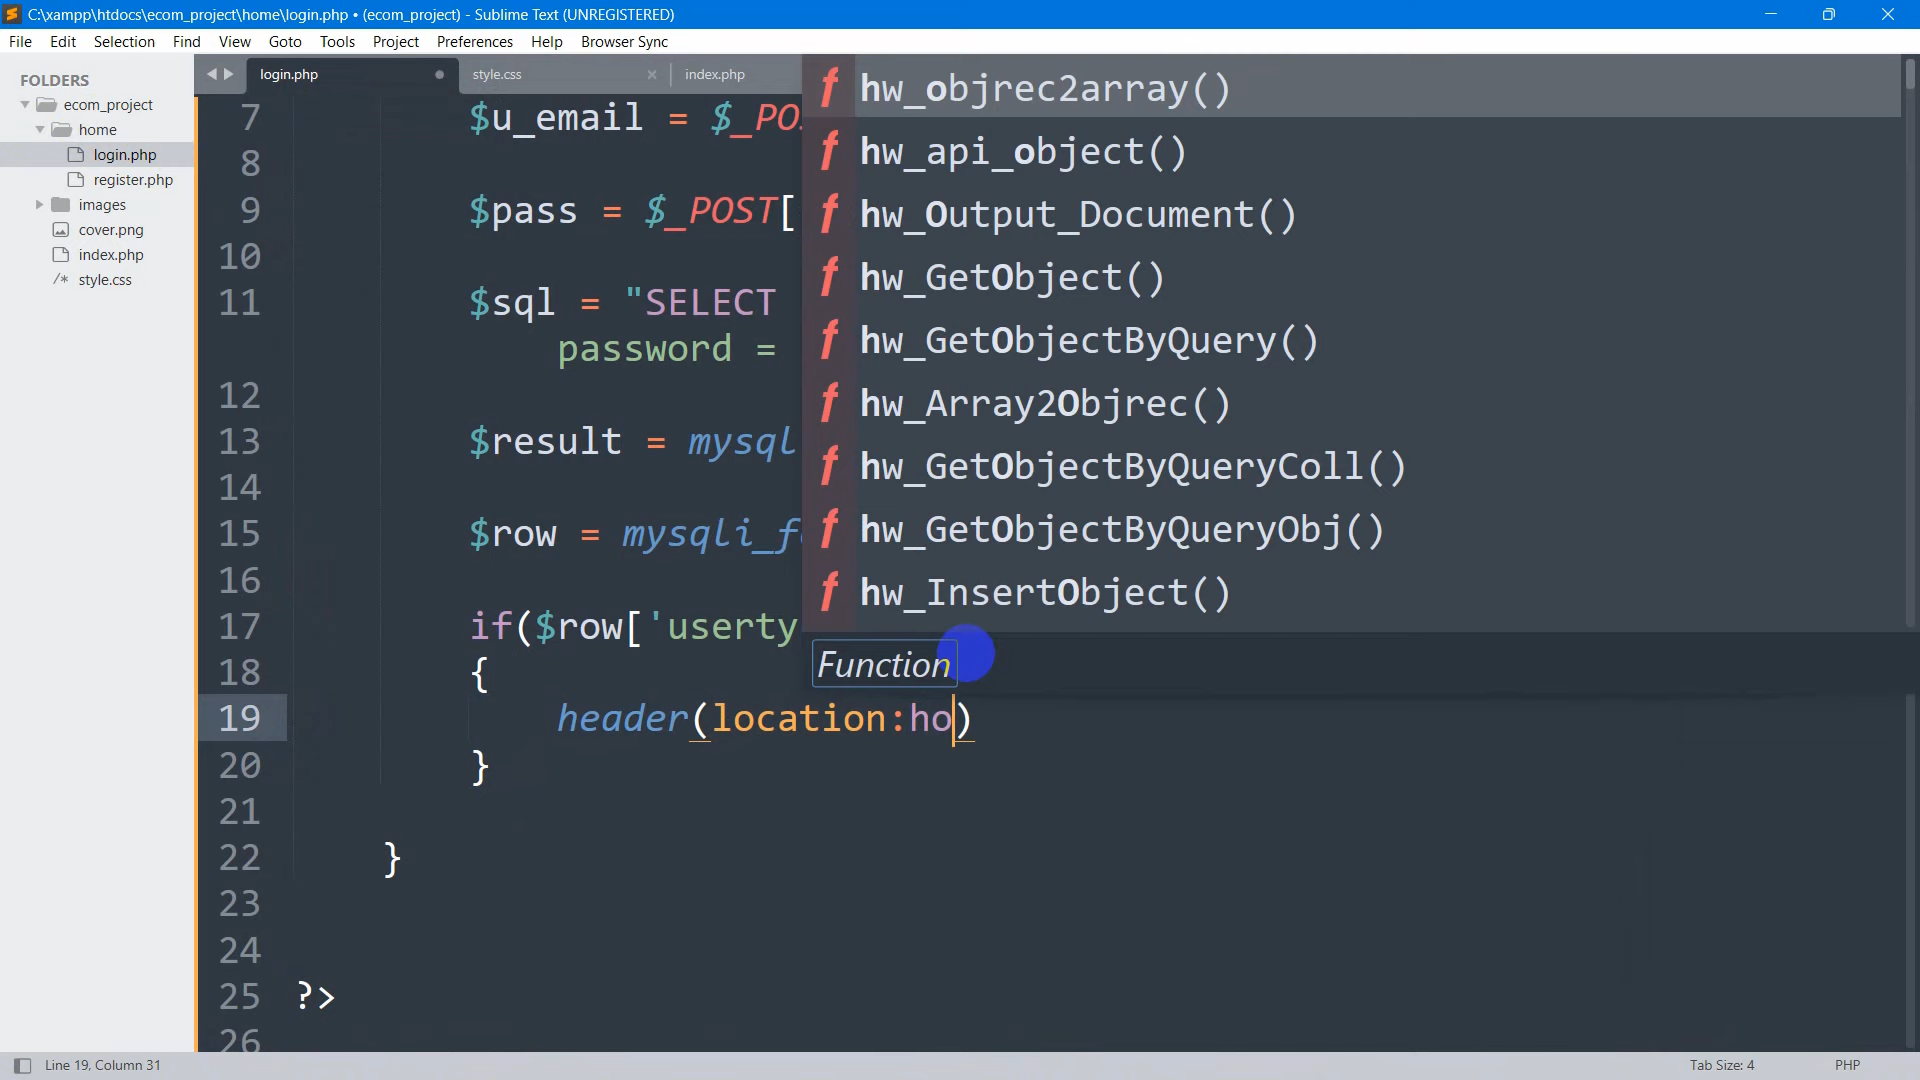 C:\xampp\htdocs\ecom_project\home\login.php • (ecom_project) - Sublime Text (UNREGISTERED)
File Edit Selection Find View Goto Tools Project Preferences Help Browser Sync
FOLDERS
ecom_project
home
login.php
register.php
images
cover.png
index.php
/* style.css
login.php style.css index.php
7 $u_email = $_PO
8
9 $pass = $_POST[
10
11 $sql = "SELECT
password =
12
13 $result = mysql
14
15 $row = mysqli_f
16
17 if($row['userty
18 {
19 header(location:ho)
20 }
21
22 }
23
24
25 ?>
26
f hw_objrec2array()
f hw_api_object()
f hw_Output_Document()
f hw_GetObject()
f hw_GetObjectByQuery()
f hw_Array2Objrec()
f hw_GetObjectByQueryColl()
f hw_GetObjectByQueryObj()
f hw_InsertObject()
Function
Line 19, Column 31
Tab Size: 4
PHP